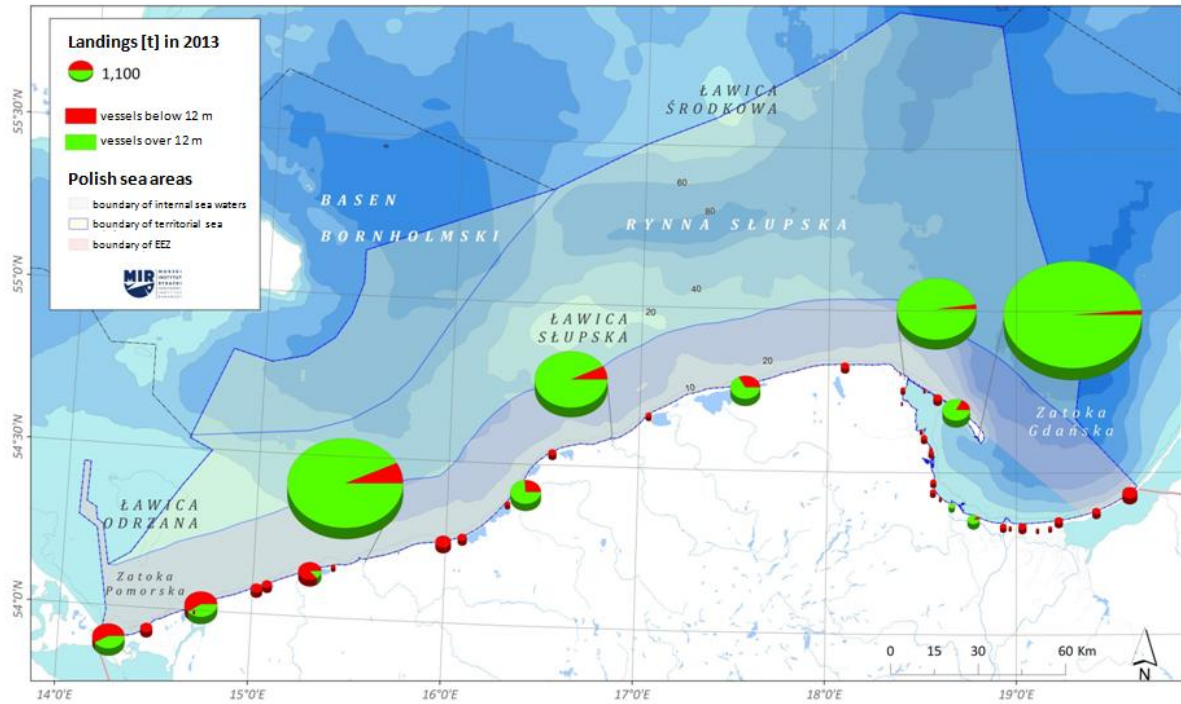 Landings [t] in 2013
1,100
vessels below 12 m
vessels over 12 m
Polish sea areas
boundary of internal sea waters
boundary of territorial sea
boundary of EEZ
MIR
MORSKI
INSTYTUT
RYBACKI
55°30'N
55°0'N
54°30'N
54°0'N
ŁAWICA
ŚRODKOWA
BASEN
BORNHOLMSKI
60
80
RYNNA SŁUPSKA
40
20
ŁAWICA
SŁUPSKA
20
10
Zatoka
Gdańska
ŁAWICA
ODRZANA
Zatoka
Pomorska
0 15 30 60 Km
N
14°0'E
15°0'E
16°0'E
17°0'E
18°0'E
19°0'E